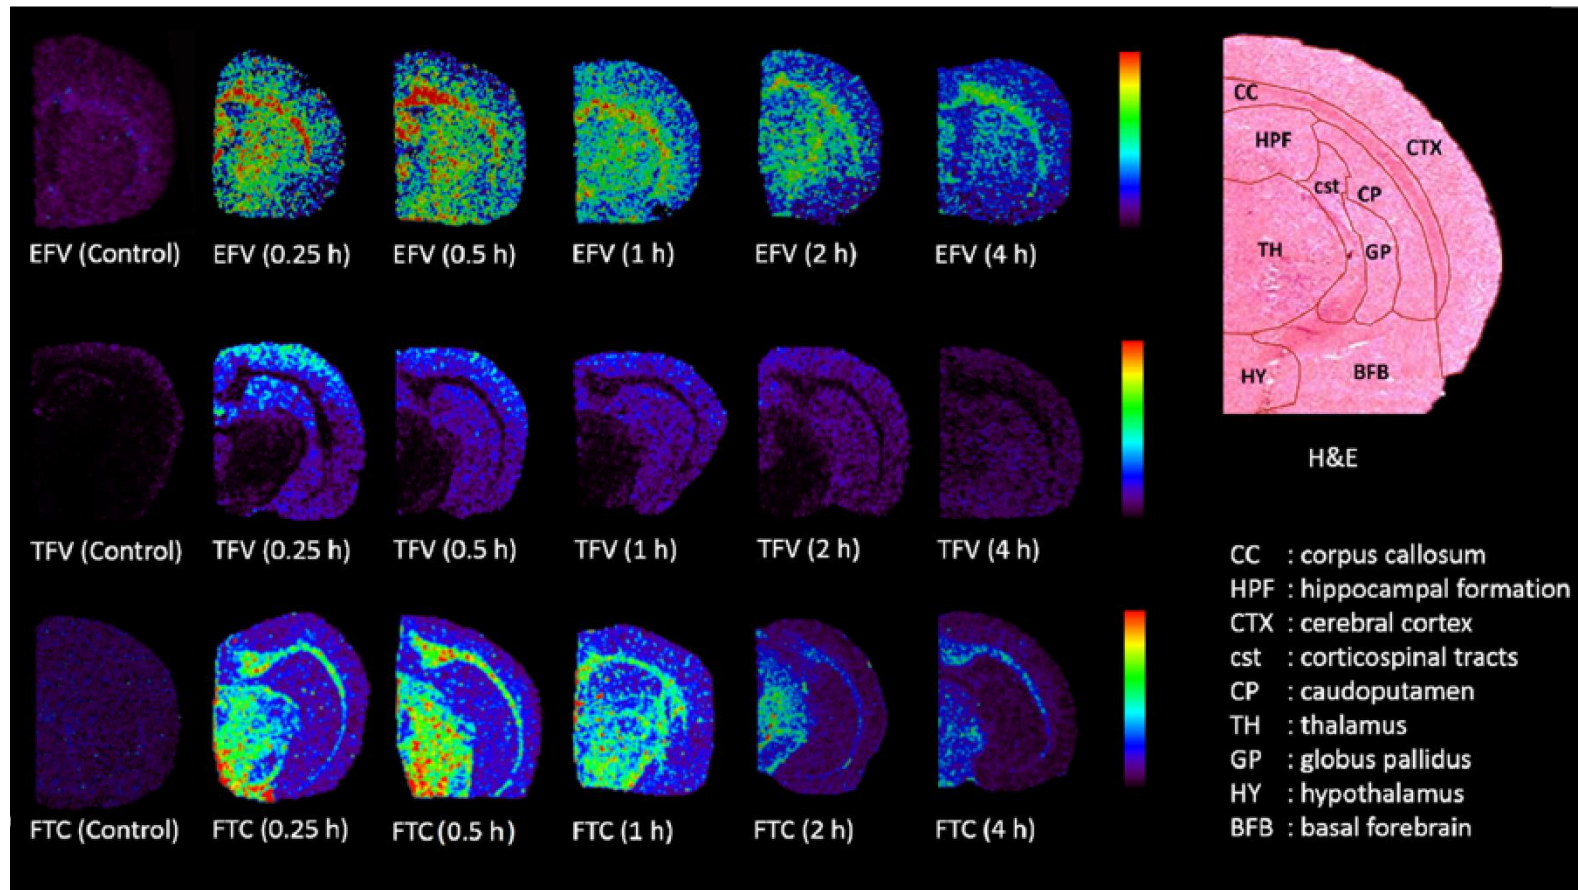 EFV (Control) EFV (0.25 h) EFV (0.5 h) EFV (1 h) EFV (2 h) EFV (4 h)
TFV (Control) TFV (0.25 h) TFV (0.5 h) TFV (1 h) TFV (2 h) TFV (4 h)
FTC (Control) FTC (0.25 h) FTC (0.5 h) FTC (1 h) FTC (2 h) FTC (4 h)
CC
HPF
CTX
cst
CP
TH
GP
HY
BFB
H&E
CC : corpus callosum
HPF : hippocampal formation
CTX : cerebral cortex
cst : corticospinal tracts
CP : caudoputamen
TH : thalamus
GP : globus pallidus
HY : hypothalamus
BFB : basal forebrain